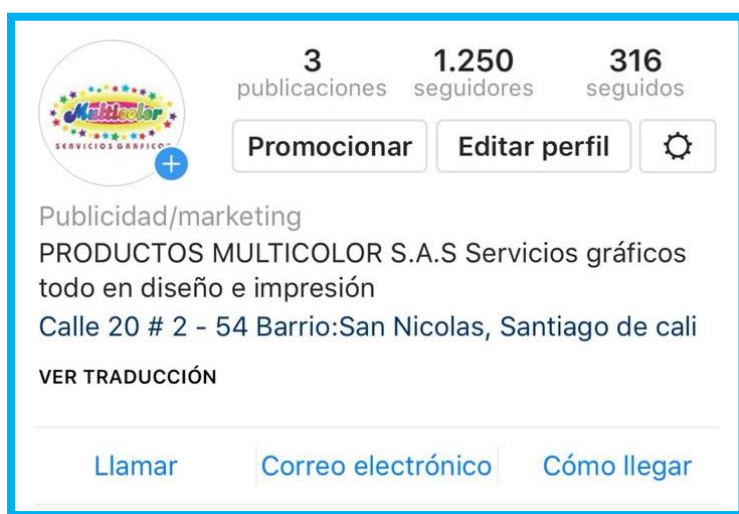 3 1.250 316
publicaciones seguidores seguidos
Multicolor
SERVICIOS GRAFICOS
Promocionar Editar perfil
Publicidad/marketing
PRODUCTOS MULTICOLOR S.A.S Servicios gráficos
todo en diseño e impresión
Calle 20 # 2 - 54 Barrio:San Nicolas, Santiago de cali
VER TRADUCCIÓN
Llamar Correo electrónico Cómo llegar